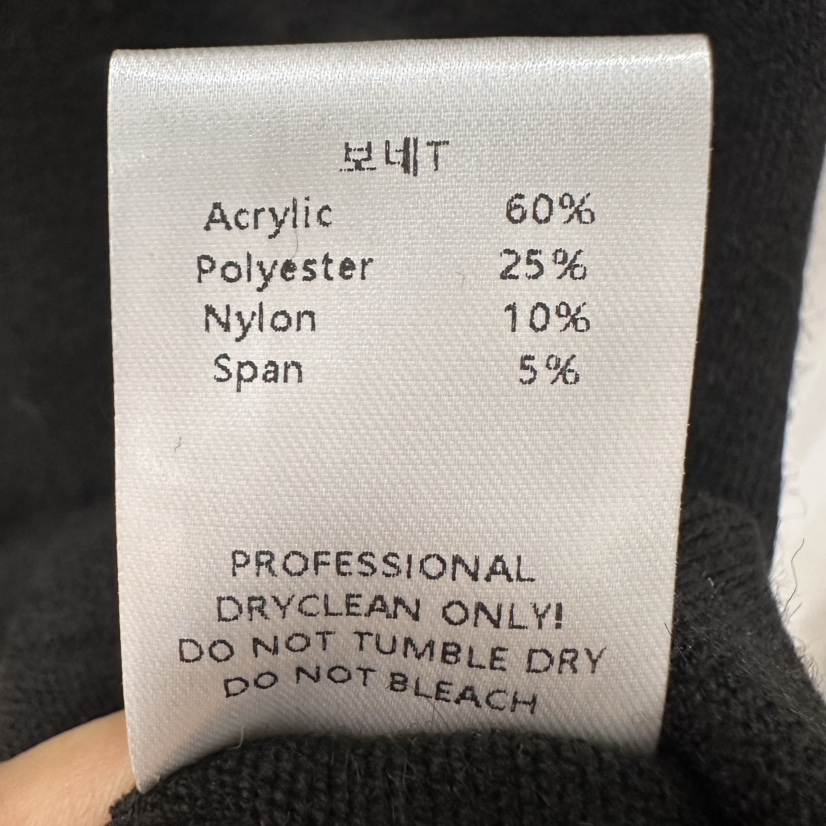 보네T
Acrylic 60%
Polyester 25%
Nylon 10%
Span 5%
PROFESSIONAL
DRYCLEAN ONLY!
DO NOT TUMBLE DRY
DO NOT BLEACH